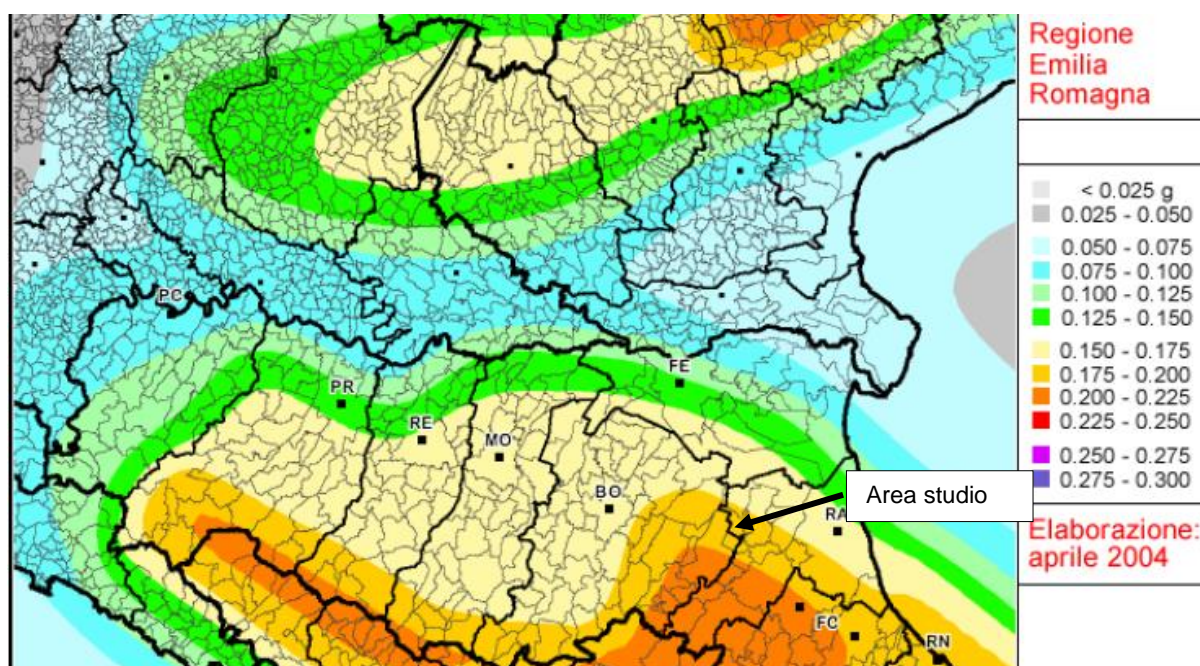 Regione
Emilia
Romagna
< 0.025 g
0.025 - 0.050
0.050 - 0.075
0.075 - 0.100
0.100 - 0.125
0.125 - 0.150
0.150 - 0.175
0.175 - 0.200
0.200 - 0.225
0.225 - 0.250
0.250 - 0.275
0.275 - 0.300
Elaborazione:
aprile 2004
PC
PR
RE
MO
FE
BO
Area studio
RA
FC
RN